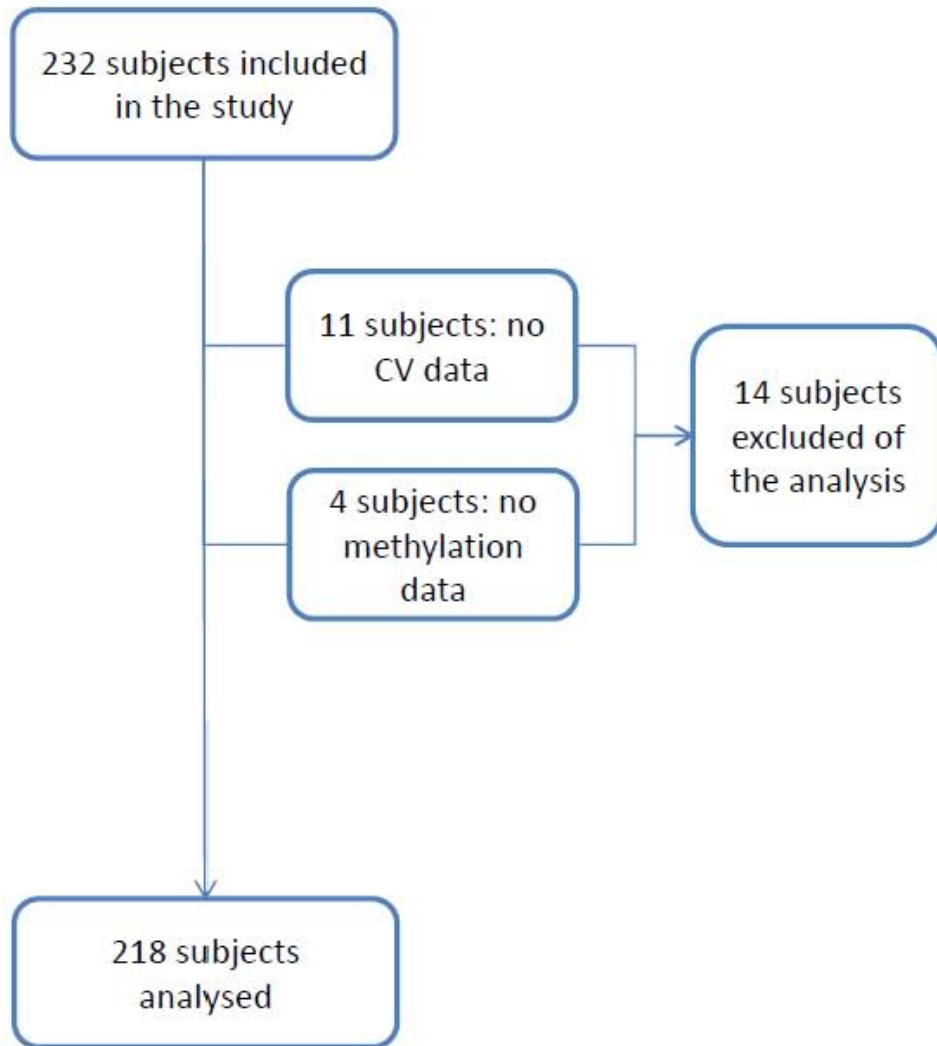 232 subjects included
in the study
11 subjects: no
CV data
4 subjects: no
methylation
data
14 subjects
excluded of
the analysis
218 subjects
analysed